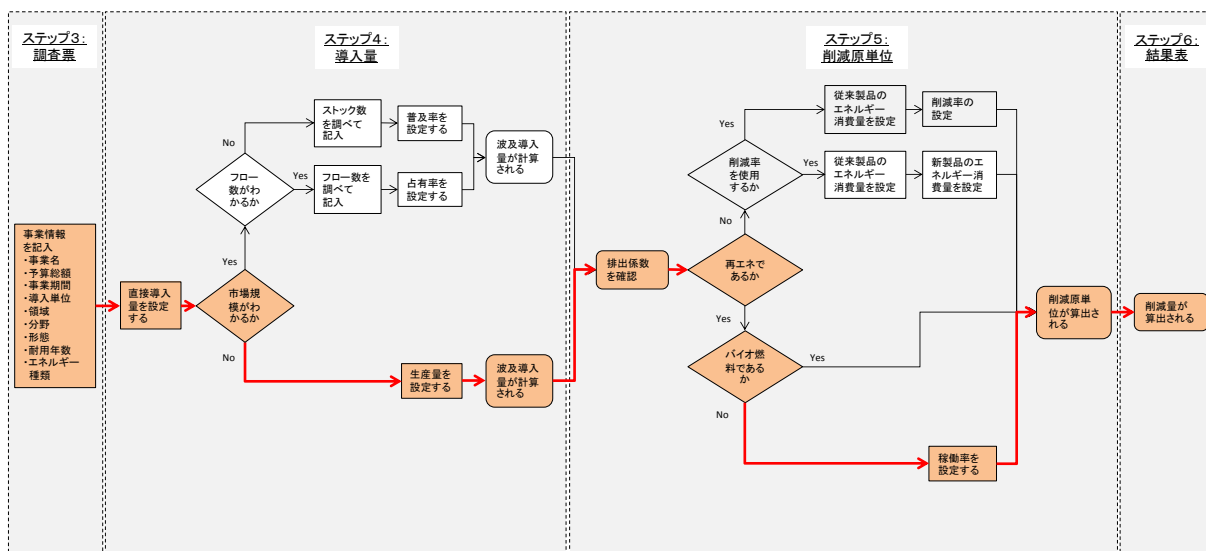 ステップ3：
調査票
事業情報
を記入
・事業名
・予算総額
・事業期間
・導入単位
・領域
・分野
・形態
・耐用年数
・エネルギー
種類
ステップ4：
導入量
直接導入
量を設定
する
市場規
模がわ
かるか
Yes
No
フロー
数がわ
かるか
No
Yes
ストック数
を調べて
記入
普及率を
設定する
フロー数を
調べて
記入
占有率を
設定する
波及導入
量が計算
される
生産量を
設定する
波及導入
量が計算
される
ステップ5：
削減原単位
排出係数
を確認
再エネで
あるか
No
Yes
削減率
を使用
するか
Yes
Yes
従来製品の
エネルギー
消費量を設定
削減率の
設定
従来製品の
エネルギー
消費量を設定
新製品のエ
ネルギー消
費量を設定
バイオ燃
料である
か
Yes
No
稼働率を
設定する
削減原単
位が算出さ
れる
ステップ6：
結果表
削減量が
算出される